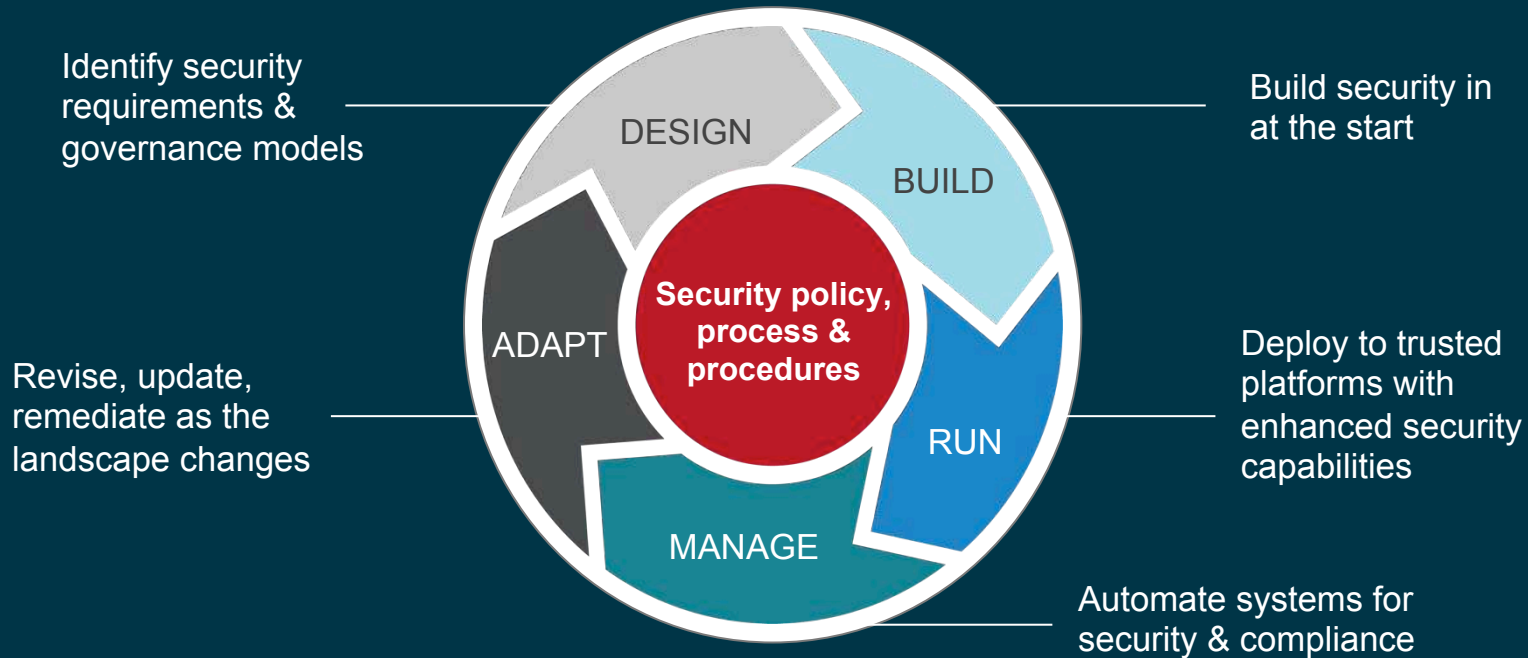 Identify security
requirements &
governance models
DESIGN
BUILD
Build security in
at the start
Security policy,
process &
procedures
ADAPT
Revise, update,
remediate as the
landscape changes
RUN
Deploy to trusted
platforms with
enhanced security
capabilities
MANAGE
Automate systems for
security & compliance